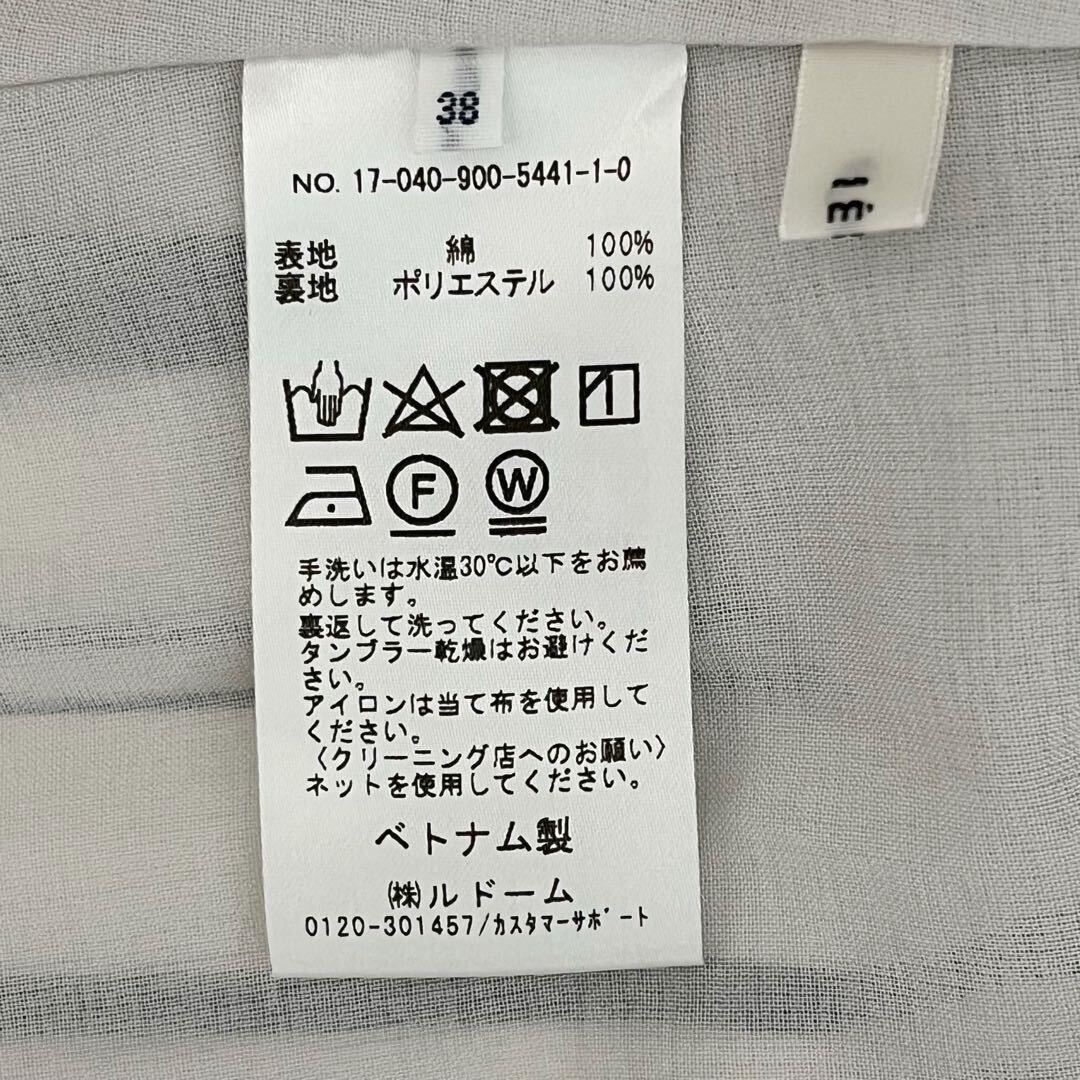 38
NO. 17-040-900-5441-1-0
表地 綿 100%
裏地 ポリエステル 100%
1
F W
手洗いは水温30℃以下をお薦
めします。
裏返して洗ってください。
タンブラー乾燥はお避けくだ
さい。
アイロンは当て布を使用して
ください。
〈クリーニング店へのお願い〉
ネットを使用してください。
ベトナム製
㈱ルドーム
0120-301457/カスタマーサポート